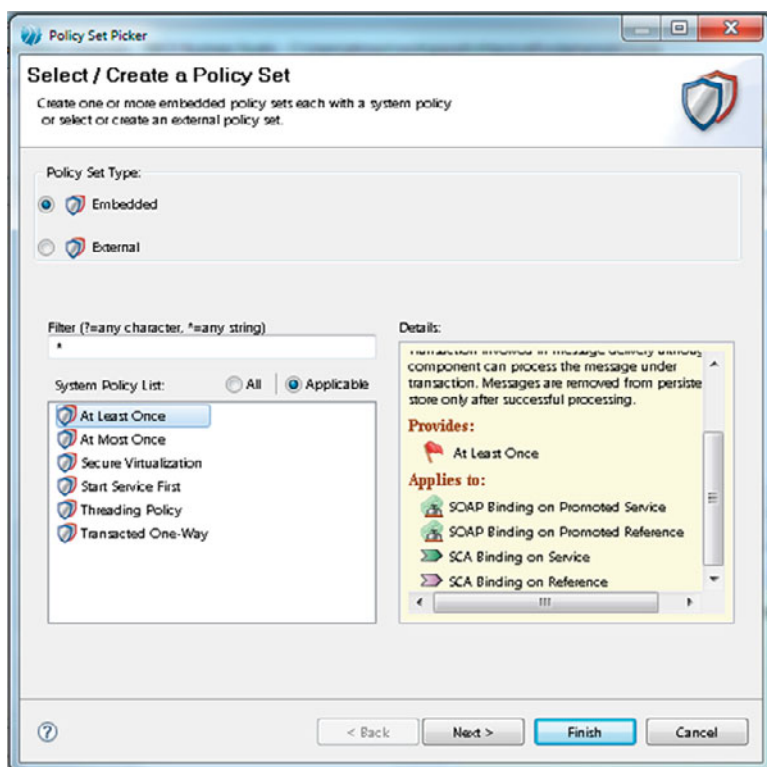 Policy Set Picker
Select / Create a Policy Set
Create one or more embedded policy sets each with a system policy
or select or create an external policy set.
Policy Set Type:
Embedded
External
Filter (?=any character, *=any string)
*
System Policy List:
All
Applicable
At Least Once
At Most Once
Secure Virtualization
Start Service First
Threading Policy
Transacted One-Way
Details:
component can process the message under
transaction. Messages are removed from persiste
store only after successful processing.
Provides:
At Least Once
Applies to:
SOAP Binding on Promoted Service
SOAP Binding on Promoted Reference
SCA Binding on Service
SCA Binding on Reference
?
< Back
Next >
Finish
Cancel